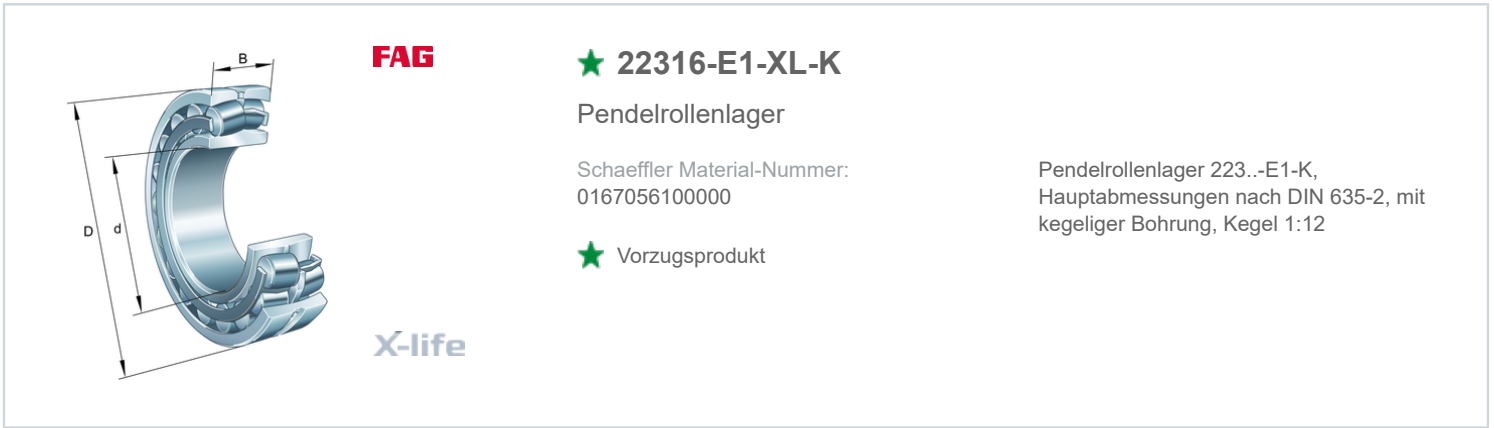 B
D
d
FAG
X-life
22316-E1-XL-K
Pendelrollenlager
Schaeffler Material-Nummer:
0167056100000
Vorzugsprodukt
Pendelrollenlager 223..-E1-K,
Hauptabmessungen nach DIN 635-2, mit
kegeliger Bohrung, Kegel 1:12